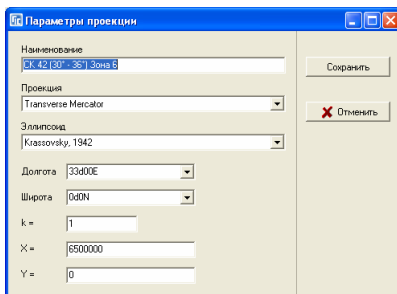 Параметры проекции
Наименование
СК 42 (30° - 36°) Зона 6
Сохранить
Проекция
Transverse Mercator
Отменить
Эллипсоид
Krassovsky, 1942
Долгота 33d00E
Широта 0d0N
k = 1
X = 6500000
Y = 0